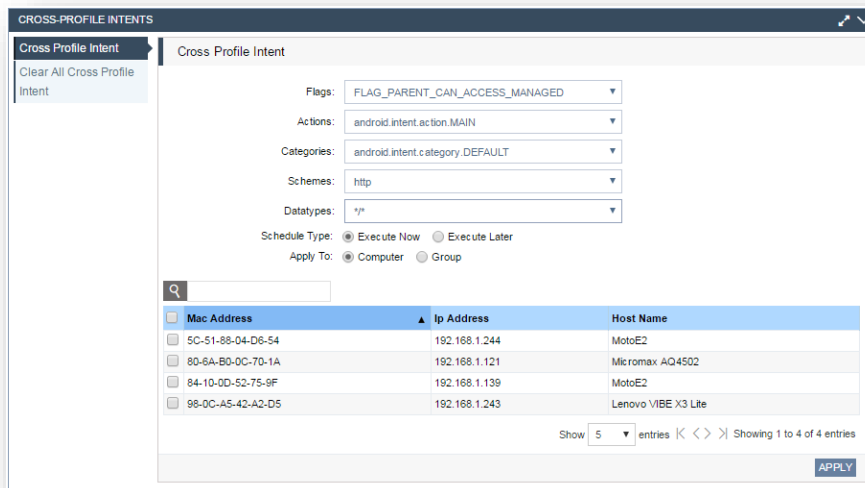 CROSS-PROFILE INTENTS
Cross Profile Intent
Clear All Cross Profile
Intent
Cross Profile Intent
Flags: FLAG_PARENT_CAN_ACCESS_MANAGED
Actions: android.intent.action.MAIN
Categories: android.intent.category.DEFAULT
Schemes: http
Datatypes: */*
Schedule Type: Execute Now Execute Later
Apply To: Computer Group
Mac Address Ip Address Host Name
5C-51-88-04-D6-54 192.168.1.244 MotoE2
80-6A-B0-0C-70-1A 192.168.1.121 Micromax AQ4502
84-10-0D-52-75-9F 192.168.1.139 MotoE2
98-0C-A5-42-A2-D5 192.168.1.243 Lenovo VIBE X3 Lite
Show 5 entries Showing 1 to 4 of 4 entries
APPLY